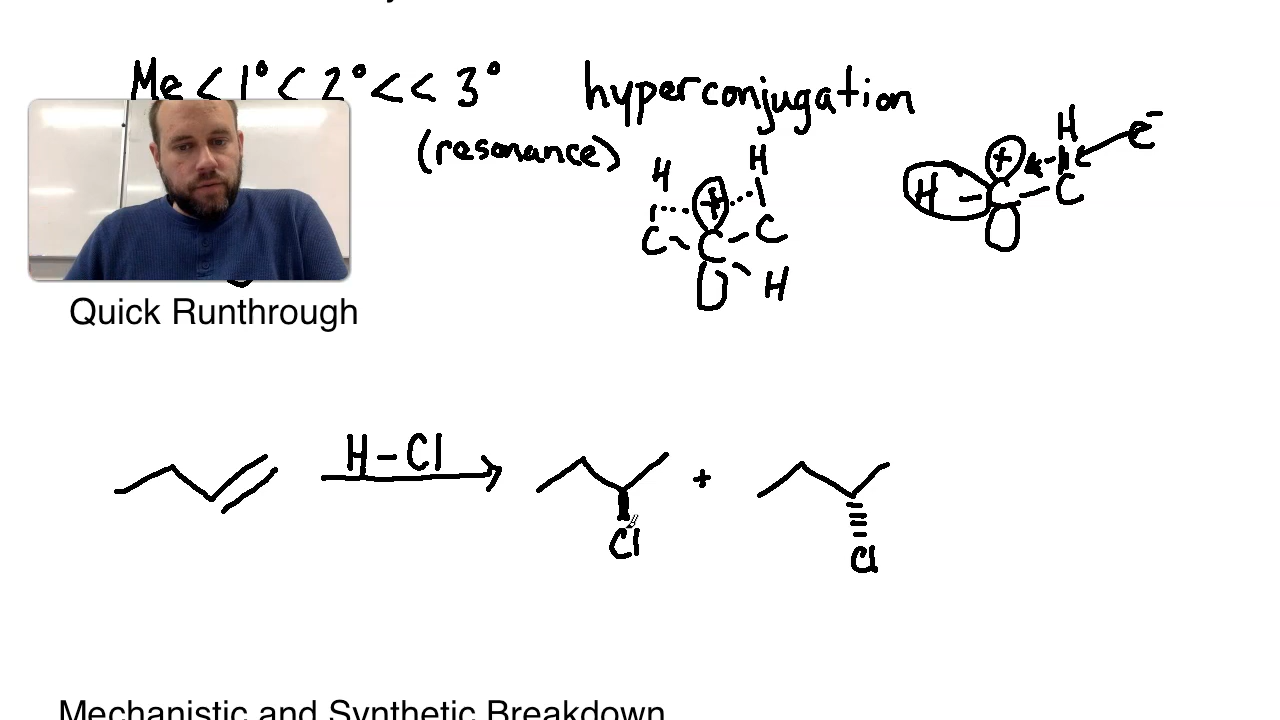 Me < 1° < 2° << 3° hyperconjugation
(resonance)
H H H e⁻
+ + H C C
C C C
H
Quick Runthrough
H-Cl
+
Cl Cl
Mechanistic and Synthetic Breakdown